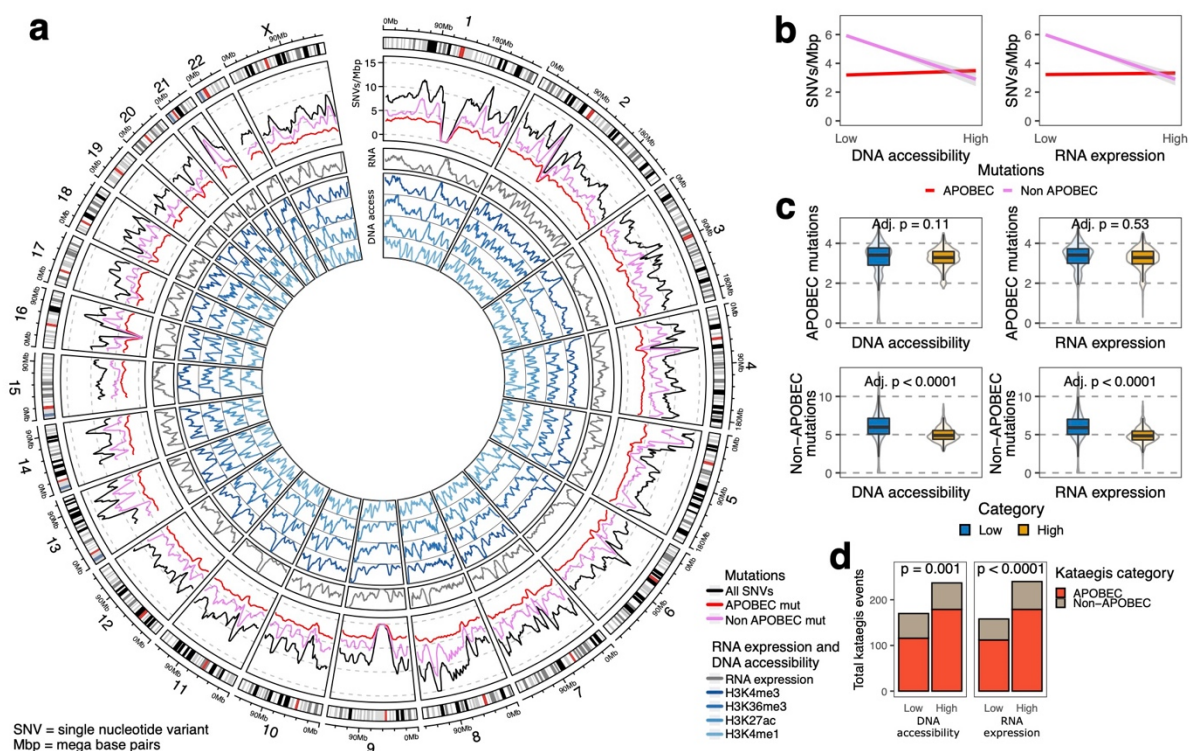 a
15
10
5
0
SNVs/Mbp
RNA
DNA access
0Mb
90Mb
180Mb
1
2
3
4
5
6
7
8
9
10
11
12
13
14
15
16
17
18
19
20
21
22
X
SNV = single nucleotide variant
Mbp = mega base pairs
Mutations
All SNVs
APOBEC mut
Non APOBEC mut
RNA expression and
DNA accessibility
RNA expression
H3K4me3
H3K36me3
H3K27ac
H3K4me1
b
SNVs/Mbp
6
4
2
0
Low
High
DNA accessibility
SNVs/Mbp
6
4
2
0
Low
High
RNA expression
Mutations
APOBEC
Non APOBEC
c
APOBEC mutations
4
2
0
Adj. p = 0.11
DNA accessibility
APOBEC mutations
4
2
0
Adj. p = 0.53
RNA expression
Non-APOBEC
mutations
10
5
0
Adj. p < 0.0001
DNA accessibility
Non-APOBEC
mutations
10
5
0
Adj. p < 0.0001
RNA expression
Category
Low
High
d
Total kataegis events
200
100
0
p = 0.001
p < 0.0001
Low High
DNA
accessibility
Low High
RNA
expression
Kataegis category
APOBEC
Non-APOBEC